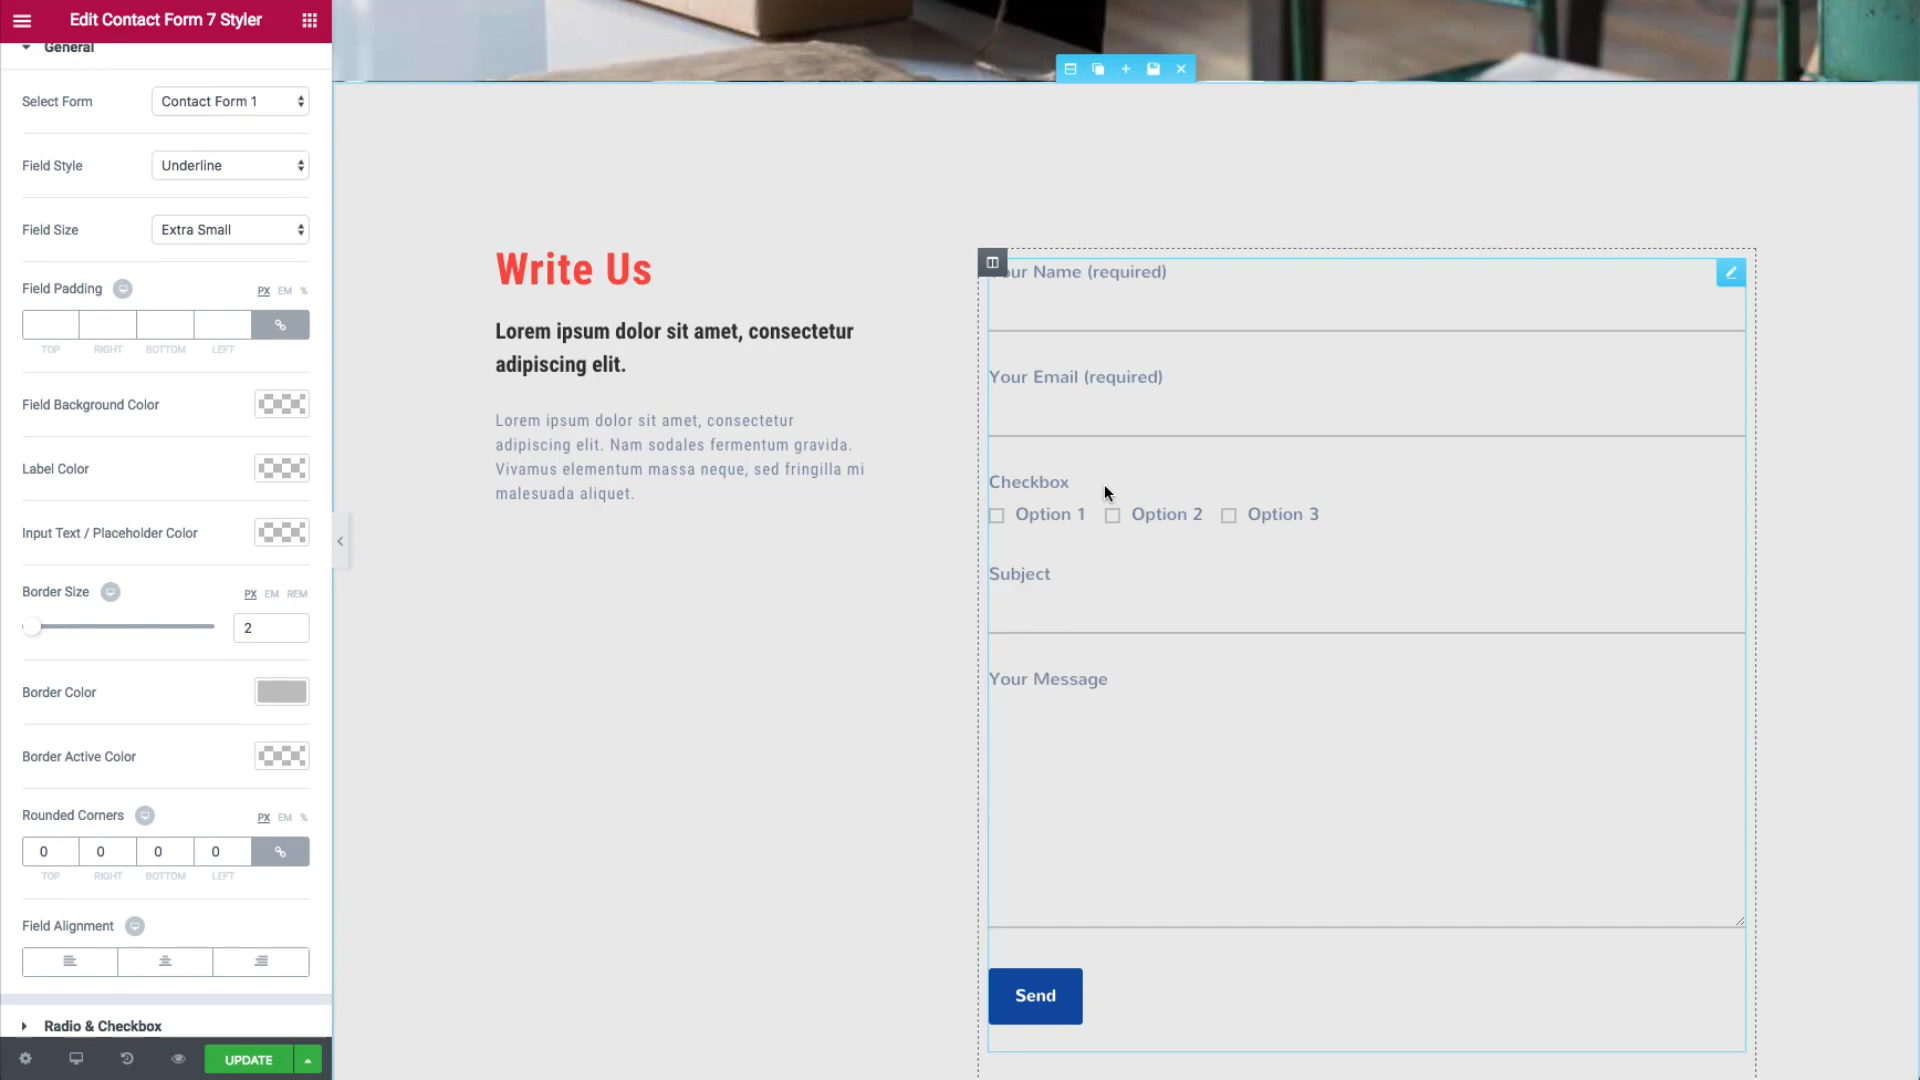 Edit Contact Form 7 Styler
General
Select Form
Contact Form 1
Field Style
Underline
Field Size
Extra Small
Field Padding
PX EM %
TOP RIGHT BOTTOM LEFT
Field Background Color
Label Color
Input Text / Placeholder Color
Border Size
PX EM REM
2
Border Color
Border Active Color
Rounded Corners
PX EM %
0 0 0 0
TOP RIGHT BOTTOM LEFT
Field Alignment
Radio & Checkbox
UPDATE
Write Us
Lorem ipsum dolor sit amet, consectetur
adipiscing elit.
Lorem ipsum dolor sit amet, consectetur
adipiscing elit. Nam sodales fermentum gravida.
Vivamus elementum massa neque, sed fringilla mi
malesuada aliquet.
our Name (required)
Your Email (required)
Checkbox
Option 1 Option 2 Option 3
Subject
Your Message
Send